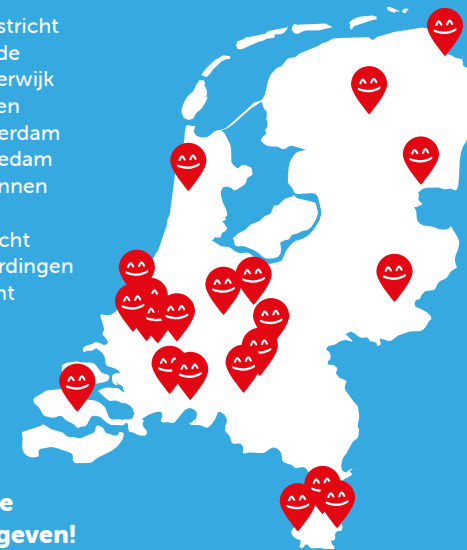 stricht
de
erwijk
en
erdam
edam
nnen
cht
rdingen
nt
e
geven!